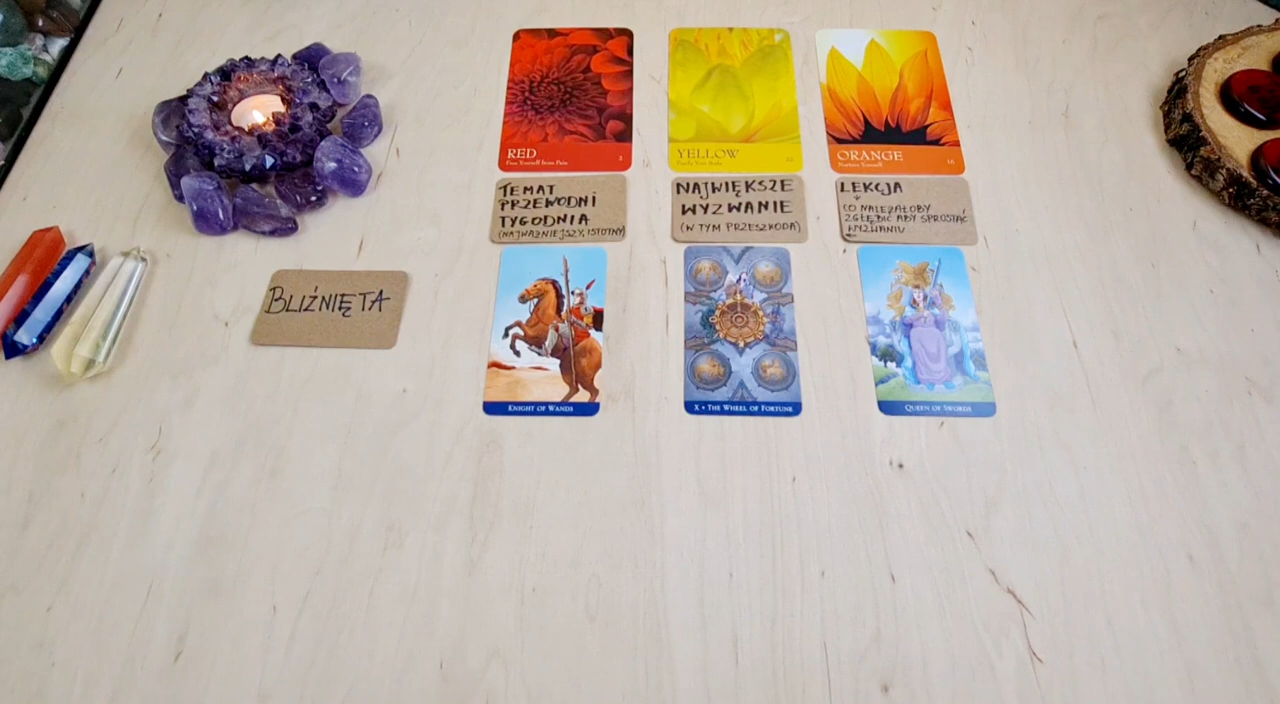 RED
Free Yourself from Pain
2
YELLOW
22
ORANGE
Nurture Yourself
16
TEMAT
PRZEWODNI
TYGODNIA
(NAJWAŻNIEJSZY, ISTOTNY)
NAJWIĘKSZE
WYZWANIE
(W TYM PRZESZKODA)
LEKCJA
CO NALEŻAŁOBY
ZGŁĘBIĆ ABY SPROSTAĆ
WYZWANIU
BLIŹNIĘTA
KNIGHT OF WANDS
X • THE WHEEL OF FORTUNE
QUEEN OF SWORDS